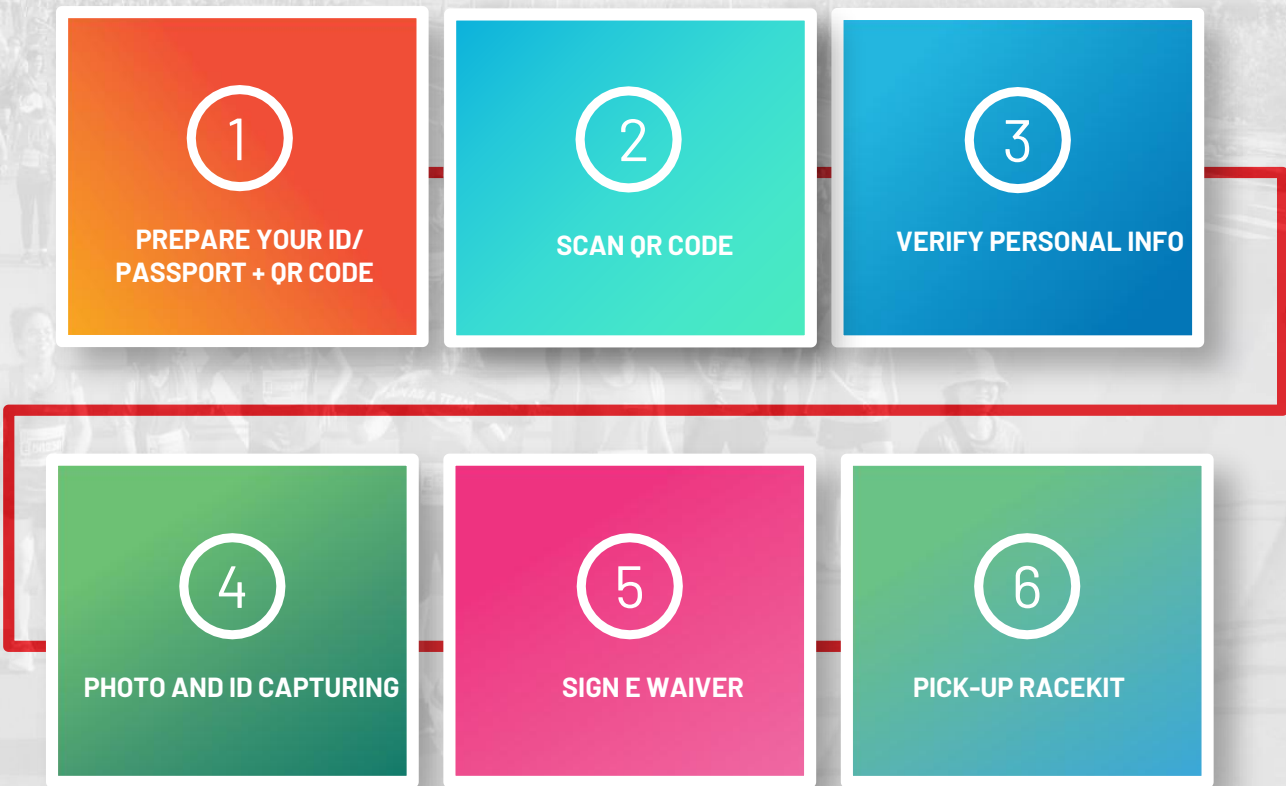 1
PREPARE YOUR ID/
PASSPORT + QR CODE
2
SCAN QR CODE
3
VERIFY PERSONAL INFO
4
PHOTO AND ID CAPTURING
5
SIGN E WAIVER
6
PICK-UP RACEKIT